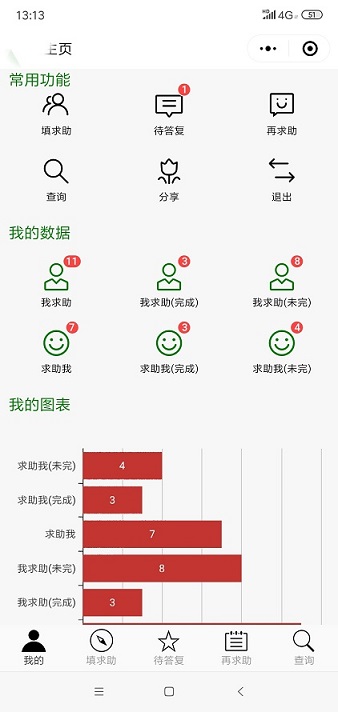 13:13
4G
51
主页
常用功能
1
填求助
待答复
再求助
查询
分享
退出
我的数据
11
3
8
我求助
我求助(完成)
我求助(未完)
7
3
4
求助我
求助我(完成)
求助我(未完)
我的图表
求助我(未完)
4
求助我(完成)
3
求助我
7
我求助(未完)
8
我求助(完成)
3
我的
填求助
待答复
再求助
查询